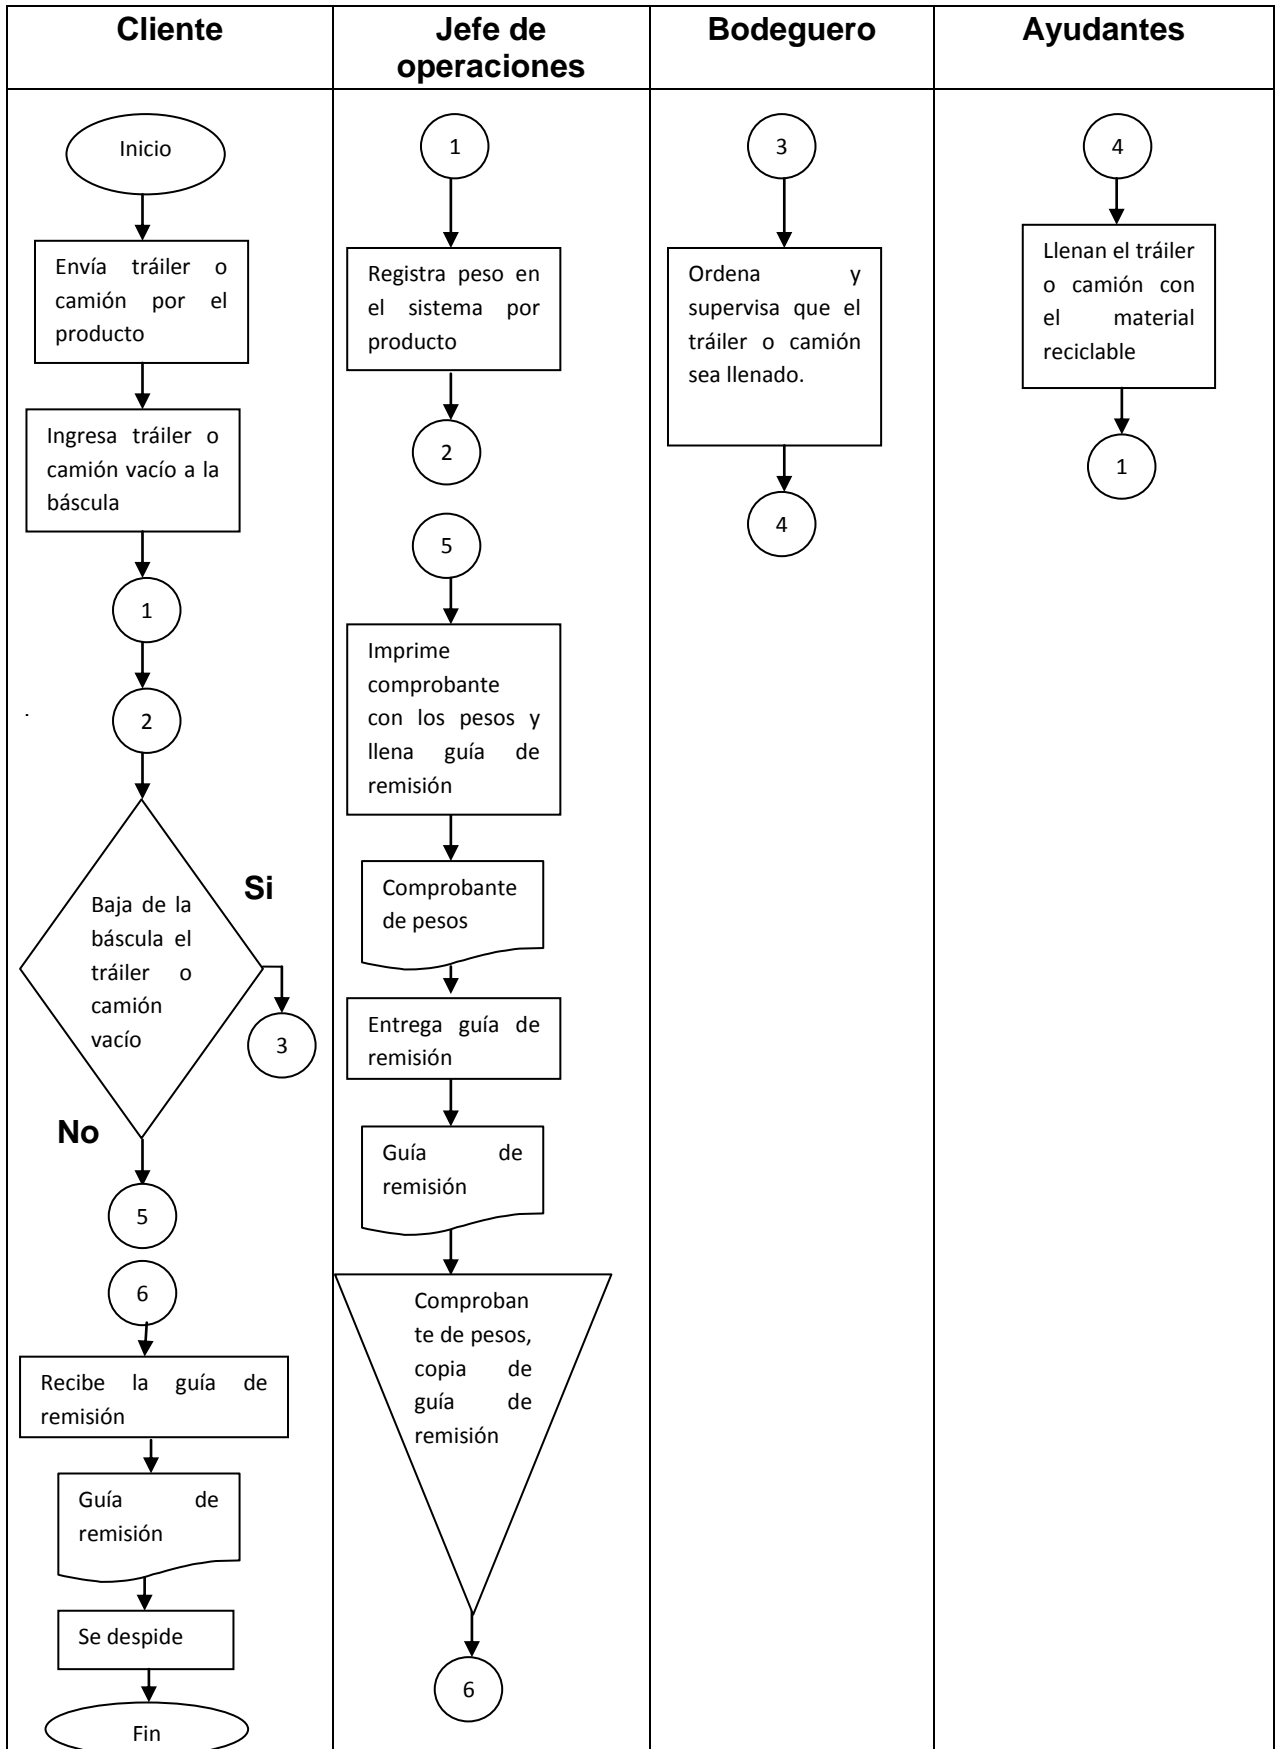 Cliente
Jefe de
operaciones
Bodeguero
Ayudantes
Inicio
Envía tráiler o
camión por el
producto
Ingresa tráiler o
camión vacío a la
báscula
1
2
Baja de la
báscula el
tráiler o
camión
vacío
Si
3
No
5
6
Recibe la guía de
remisión
Guía de
remisión
Se despide
Fin
1
Registra peso en
el sistema por
producto
2
5
Imprime
comprobante
con los pesos y
llena guía de
remisión
Comprobante
de pesos
Entrega guía de
remisión
Guía de
remisión
Comproban
te de pesos,
copia de
guía de
remisión
6
3
Ordena y
supervisa que el
tráiler o camión
sea llenado.
4
4
Llenan el tráiler
o camión con
el material
reciclable
1